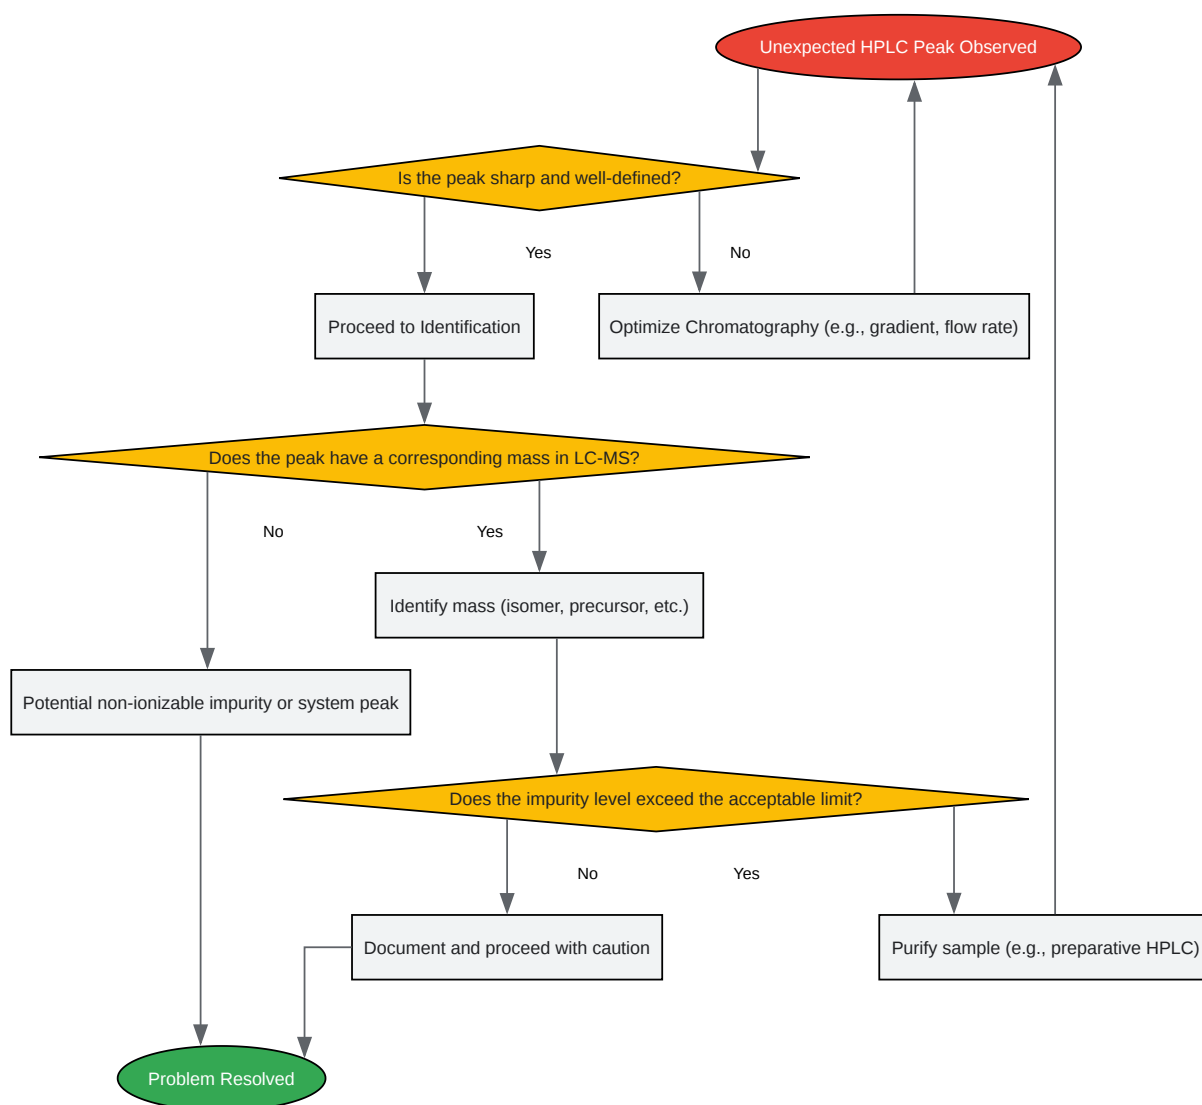 Unexpected HPLC Peak Observed
Is the peak sharp and well-defined?
Yes
No
Proceed to Identification
Optimize Chromatography (e.g., gradient, flow rate)
Does the peak have a corresponding mass in LC-MS?
No
Yes
Identify mass (isomer, precursor, etc.)
Potential non-ionizable impurity or system peak
Does the impurity level exceed the acceptable limit?
No
Yes
Document and proceed with caution
Purify sample (e.g., preparative HPLC)
Problem Resolved